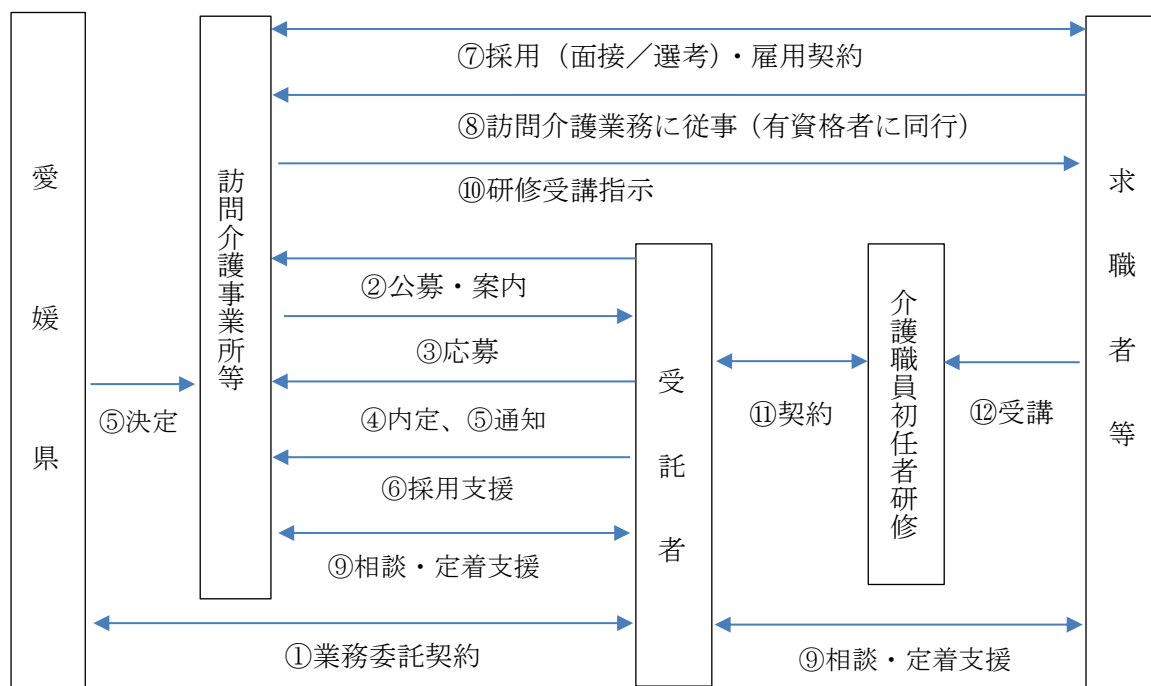 愛媛県
訪問介護事業所等
⑦採用（面接／選考）・雇用契約
⑧訪問介護業務に従事（有資格者に同行）
⑩研修受講指示
②公募・案内
③応募
④内定、⑤通知
⑥採用支援
⑨相談・定着支援
①業務委託契約
⑤決定
受託者
⑪契約
介護職員初任者研修
⑫受講
⑨相談・定着支援
求職者等